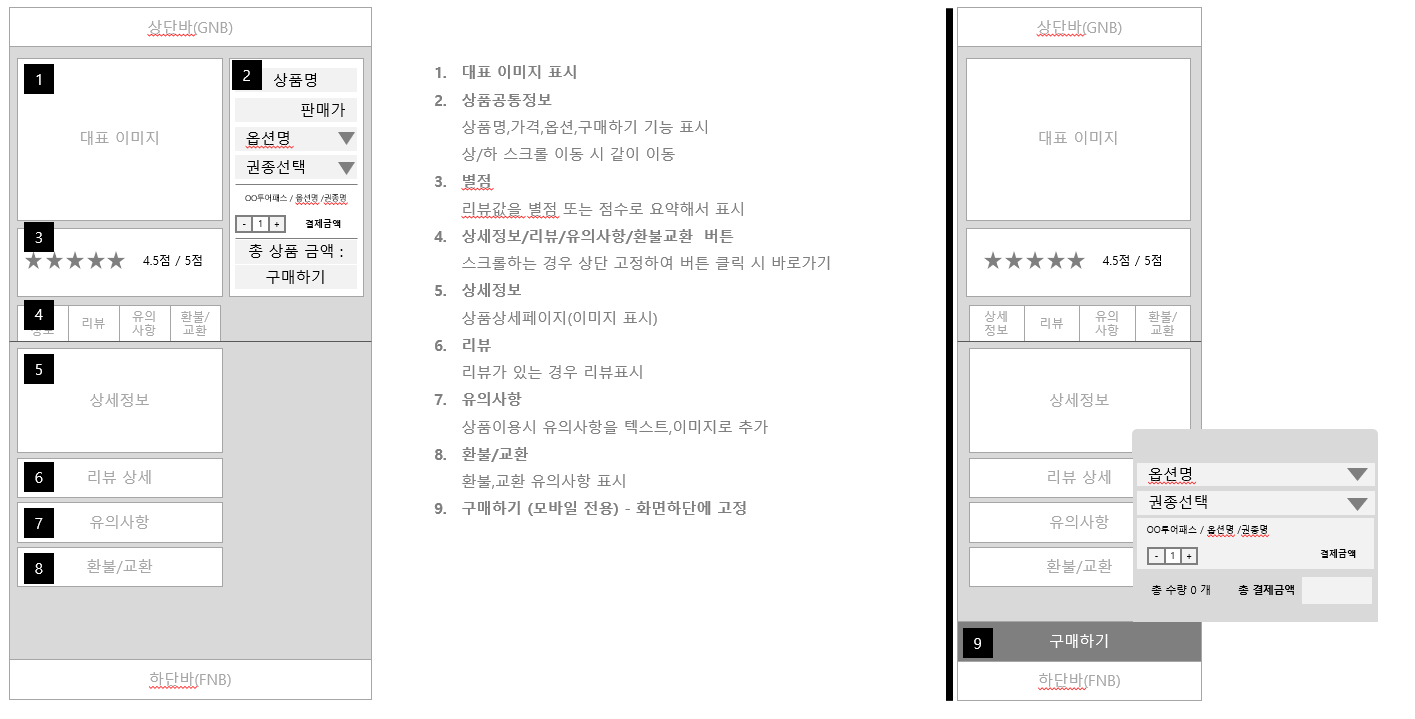 상단바(GNB)
1
대표 이미지
2
상품명
판매가
옵션명
권종선택
OO투어패스 / 옵션명 /권종명
- 1 +
결제금액
총 상품 금액 :
구매하기
3
★★★★★ 4.5점 / 5점
4
정보
리뷰
유의
사항
환불/
교환
5
상세정보
6
리뷰 상세
7
유의사항
8
환불/교환
하단바(FNB)
1. 대표 이미지 표시
2. 상품공통정보
상품명,가격,옵션,구매하기 기능 표시
상/하 스크롤 이동 시 같이 이동
3. 별점
리뷰값을 별점 또는 점수로 요약해서 표시
4. 상세정보/리뷰/유의사항/환불교환 버튼
스크롤하는 경우 상단 고정하여 버튼 클릭 시 바로가기
5. 상세정보
상품상세페이지(이미지 표시)
6. 리뷰
리뷰가 있는 경우 리뷰표시
7. 유의사항
상품이용시 유의사항을 텍스트,이미지로 추가
8. 환불/교환
환불,교환 유의사항 표시
9. 구매하기 (모바일 전용) - 화면하단에 고정
상단바(GNB)
대표 이미지
★★★★★ 4.5점 / 5점
상세
정보
리뷰
유의
사항
환불/
교환
상세정보
리뷰 상세
유의사항
환불/교환
옵션명
권종선택
OO투어패스 / 옵션명 /권종명
- 1 +
결제금액
총 수량 0 개
총 결제금액
9
구매하기
하단바(FNB)